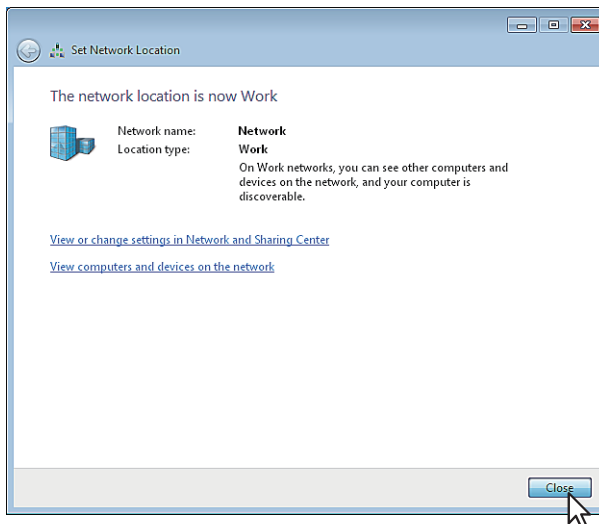 Set Network Location
The network location is now Work
Network name: Network
Location type: Work
On Work networks, you can see other computers and
devices on the network, and your computer is
discoverable.
View or change settings in Network and Sharing Center
View computers and devices on the network
Close